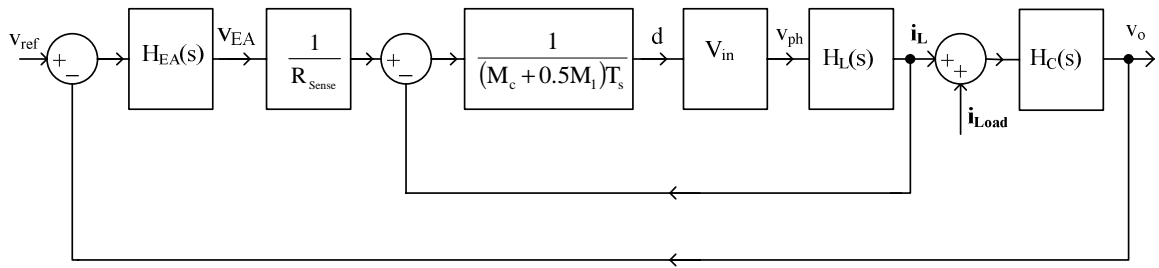 v_ref
+
−
H_EA(s)
v_EA
1
R_Sense
+
−
1
(M_c + 0.5M_1)T_s
d
V_in
v_ph
H_L(s)
i_L
+
+
i_Load
H_C(s)
v_o